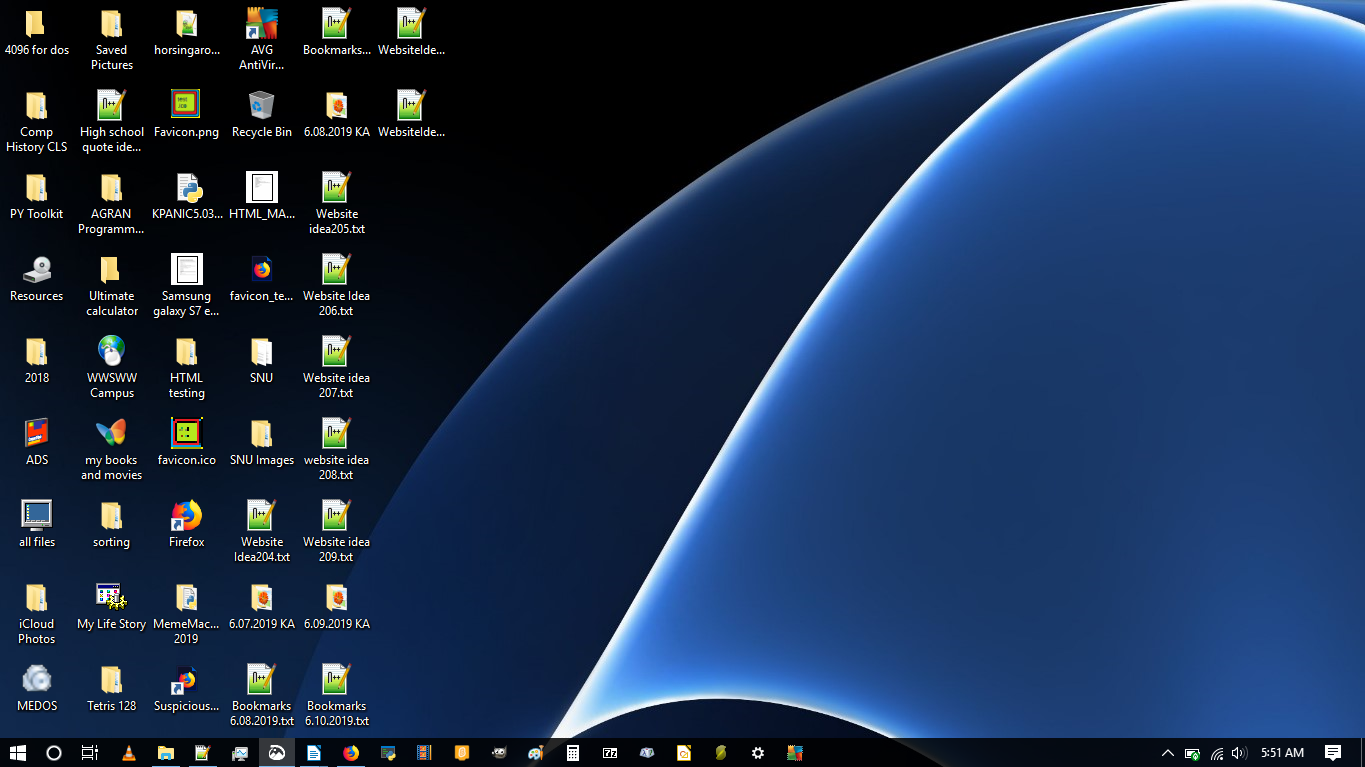 4096 for dos
Saved
Pictures
horsingaro...
AVG
AntiVir...
Bookmarks...
WebsiteIde...
Comp
History CLS
High school
quote ide...
Favicon.png
Recycle Bin
6.08.2019 KA
WebsiteIde...
PY Toolkit
AGRAN
Programm...
KPANIC5.03...
HTML_MA...
Website
idea205.txt
Resources
Ultimate
calculator
Samsung
galaxy S7 e...
favicon_te...
Website Idea
206.txt
2018
WWSWW
Campus
HTML
testing
SNU
Website idea
207.txt
ADS
my books
and movies
favicon.ico
SNU Images
website idea
208.txt
all files
sorting
Firefox
Website
Idea204.txt
Website idea
209.txt
iCloud
Photos
My Life Story
MemeMac...
2019
6.07.2019 KA
6.09.2019 KA
MEDOS
Tetris 128
Suspicious...
Bookmarks
6.08.2019.txt
Bookmarks
6.10.2019.txt
5:51 AM